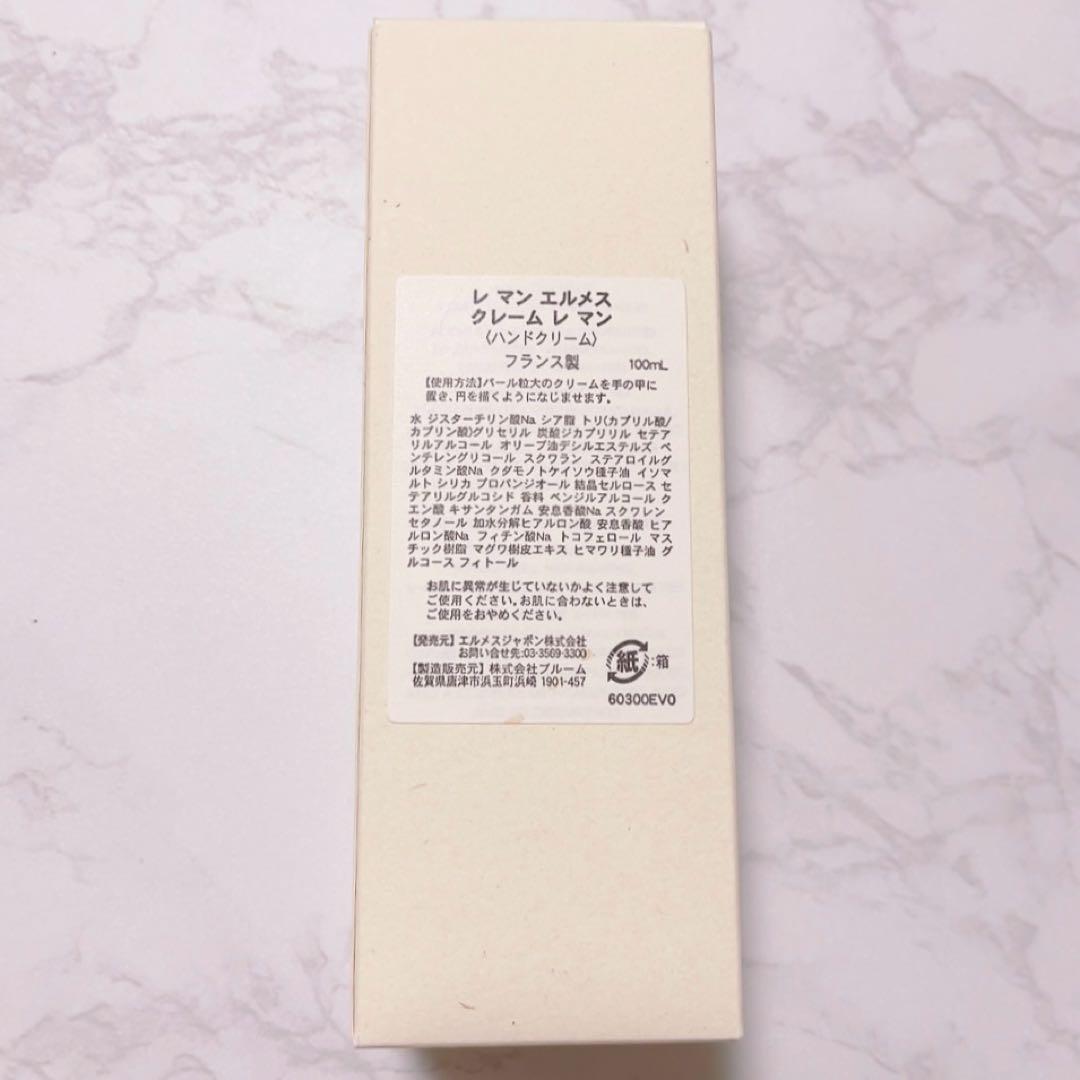 レ マン エルメス
クレーム レ マン
〈ハンドクリーム〉
フランス製 100mL
【使用方法】パール粒大のクリームを手の甲に
置き、円を描くようになじませます。
水 ジスターチリン酸Na シア脂 トリ(カプリル酸/
カプリン酸)グリセリル 炭酸ジカプリリル セテア
リルアルコール オリーブ油デシルエステルズ ペ
ンチレングリコール スクワラン ステアロイルグ
ルタミン酸Na クダモノトケイソウ種子油 イソマ
ルト シリカ プロパンジオール 結晶セルロース セ
テアリルグルコシド 香料 ベンジルアルコール ク
エン酸 キサンタンガム 安息香酸Na スクワレン
セタノール 加水分解ヒアルロン酸 安息香酸 ヒア
ルロン酸Na フィチン酸Na トコフェロール マス
チック樹脂 マグワ樹皮エキス ヒマワリ種子油 グ
ルコース フィトール
お肌に異常が生じていないかよく注意して
ご使用ください。お肌に合わないときは、
ご使用をおやめください。
【発売元】エルメスジャポン株式会社
お問い合せ先:03-3569-3300
【製造販売元】株式会社ブルーム
佐賀県唐津市浜玉町浜崎 1901-457
紙:箱
60300EV0